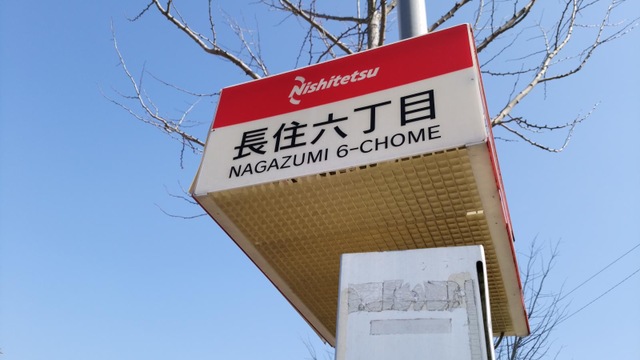 Nishitetsu
長住六丁目
NAGAZUMI 6-CHOME